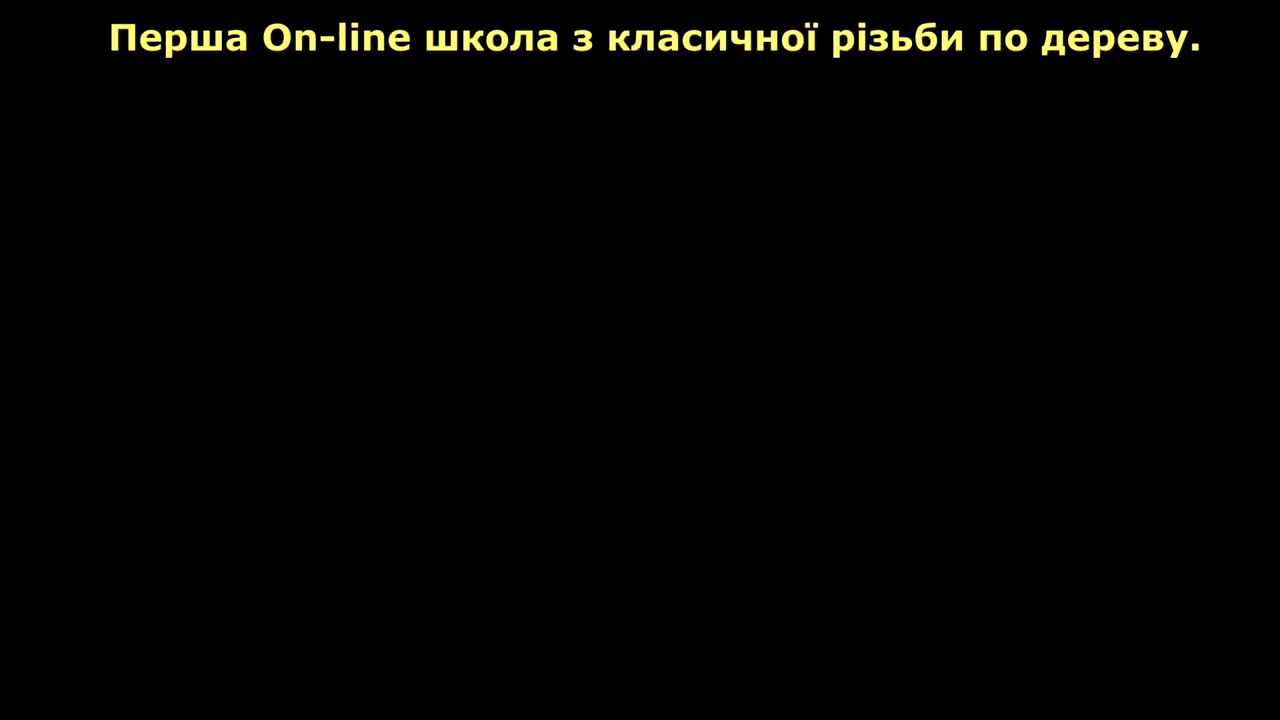 Перша On-line школа з класичної різьби по дереву.